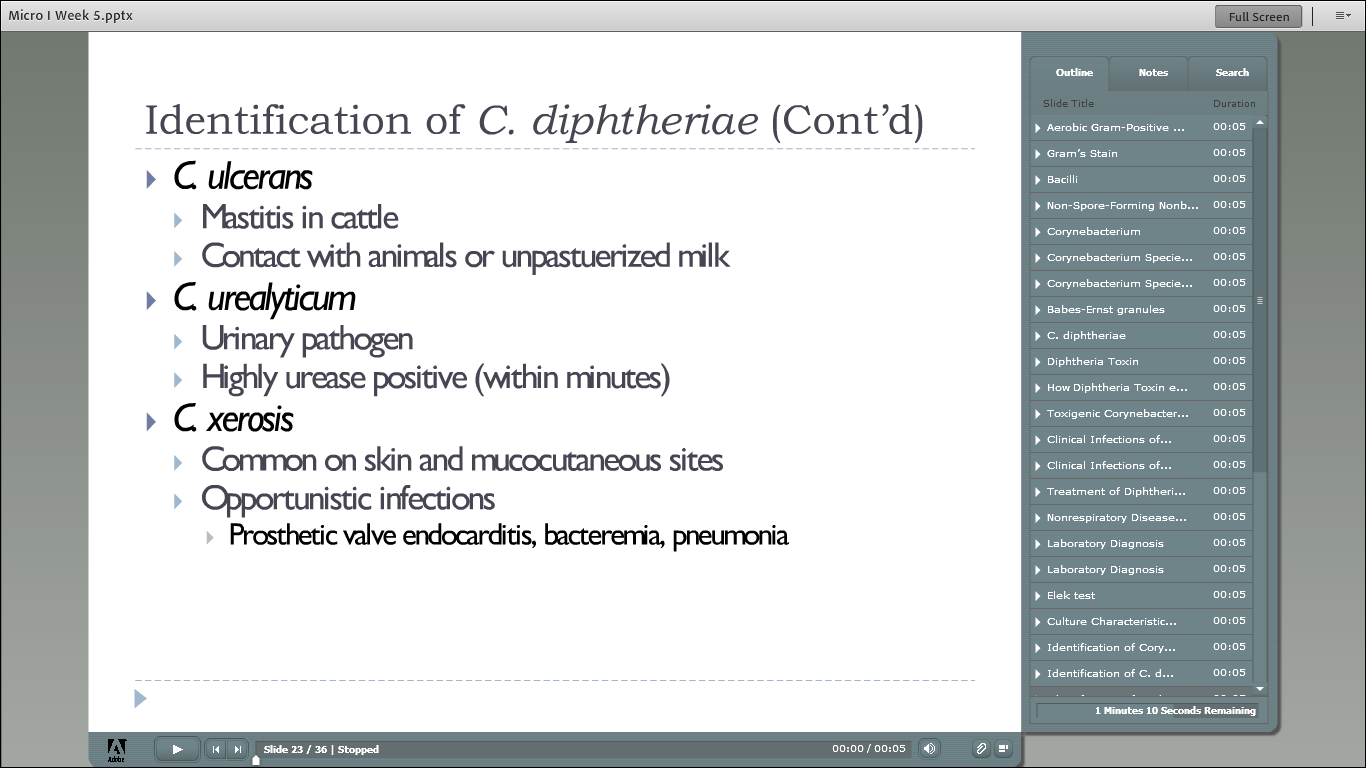 Micro I Week 5.pptx
Full Screen
Identification of C. diphtheriae (Cont’d)
C. ulcerans
Mastitis in cattle
Contact with animals or unpastuerized milk
C. urealyticum
Urinary pathogen
Highly urease positive (within minutes)
C. xerosis
Common on skin and mucocutaneous sites
Opportunistic infections
Prosthetic valve endocarditis, bacteremia, pneumonia
Outline Notes Search
Slide Title Duration
Aerobic Gram-Positive ... 00:05
Gram’s Stain 00:05
Bacilli 00:05
Non-Spore-Forming Nonb... 00:05
Corynebacterium 00:05
Corynebacterium Specie... 00:05
Corynebacterium Specie... 00:05
Babes-Ernst granules 00:05
C. diphtheriae 00:05
Diphtheria Toxin 00:05
How Diphtheria Toxin e... 00:05
Toxigenic Corynebacter... 00:05
Clinical Infections of... 00:05
Clinical Infections of... 00:05
Treatment of Diphtheri... 00:05
Nonrespiratory Disease... 00:05
Laboratory Diagnosis 00:05
Laboratory Diagnosis 00:05
Elek test 00:05
Culture Characteristic... 00:05
Identification of Cory... 00:05
Identification of C. d... 00:05
1 Minutes 10 Seconds Remaining
Adobe
Slide 23 / 36 | Stopped
00:00 / 00:05